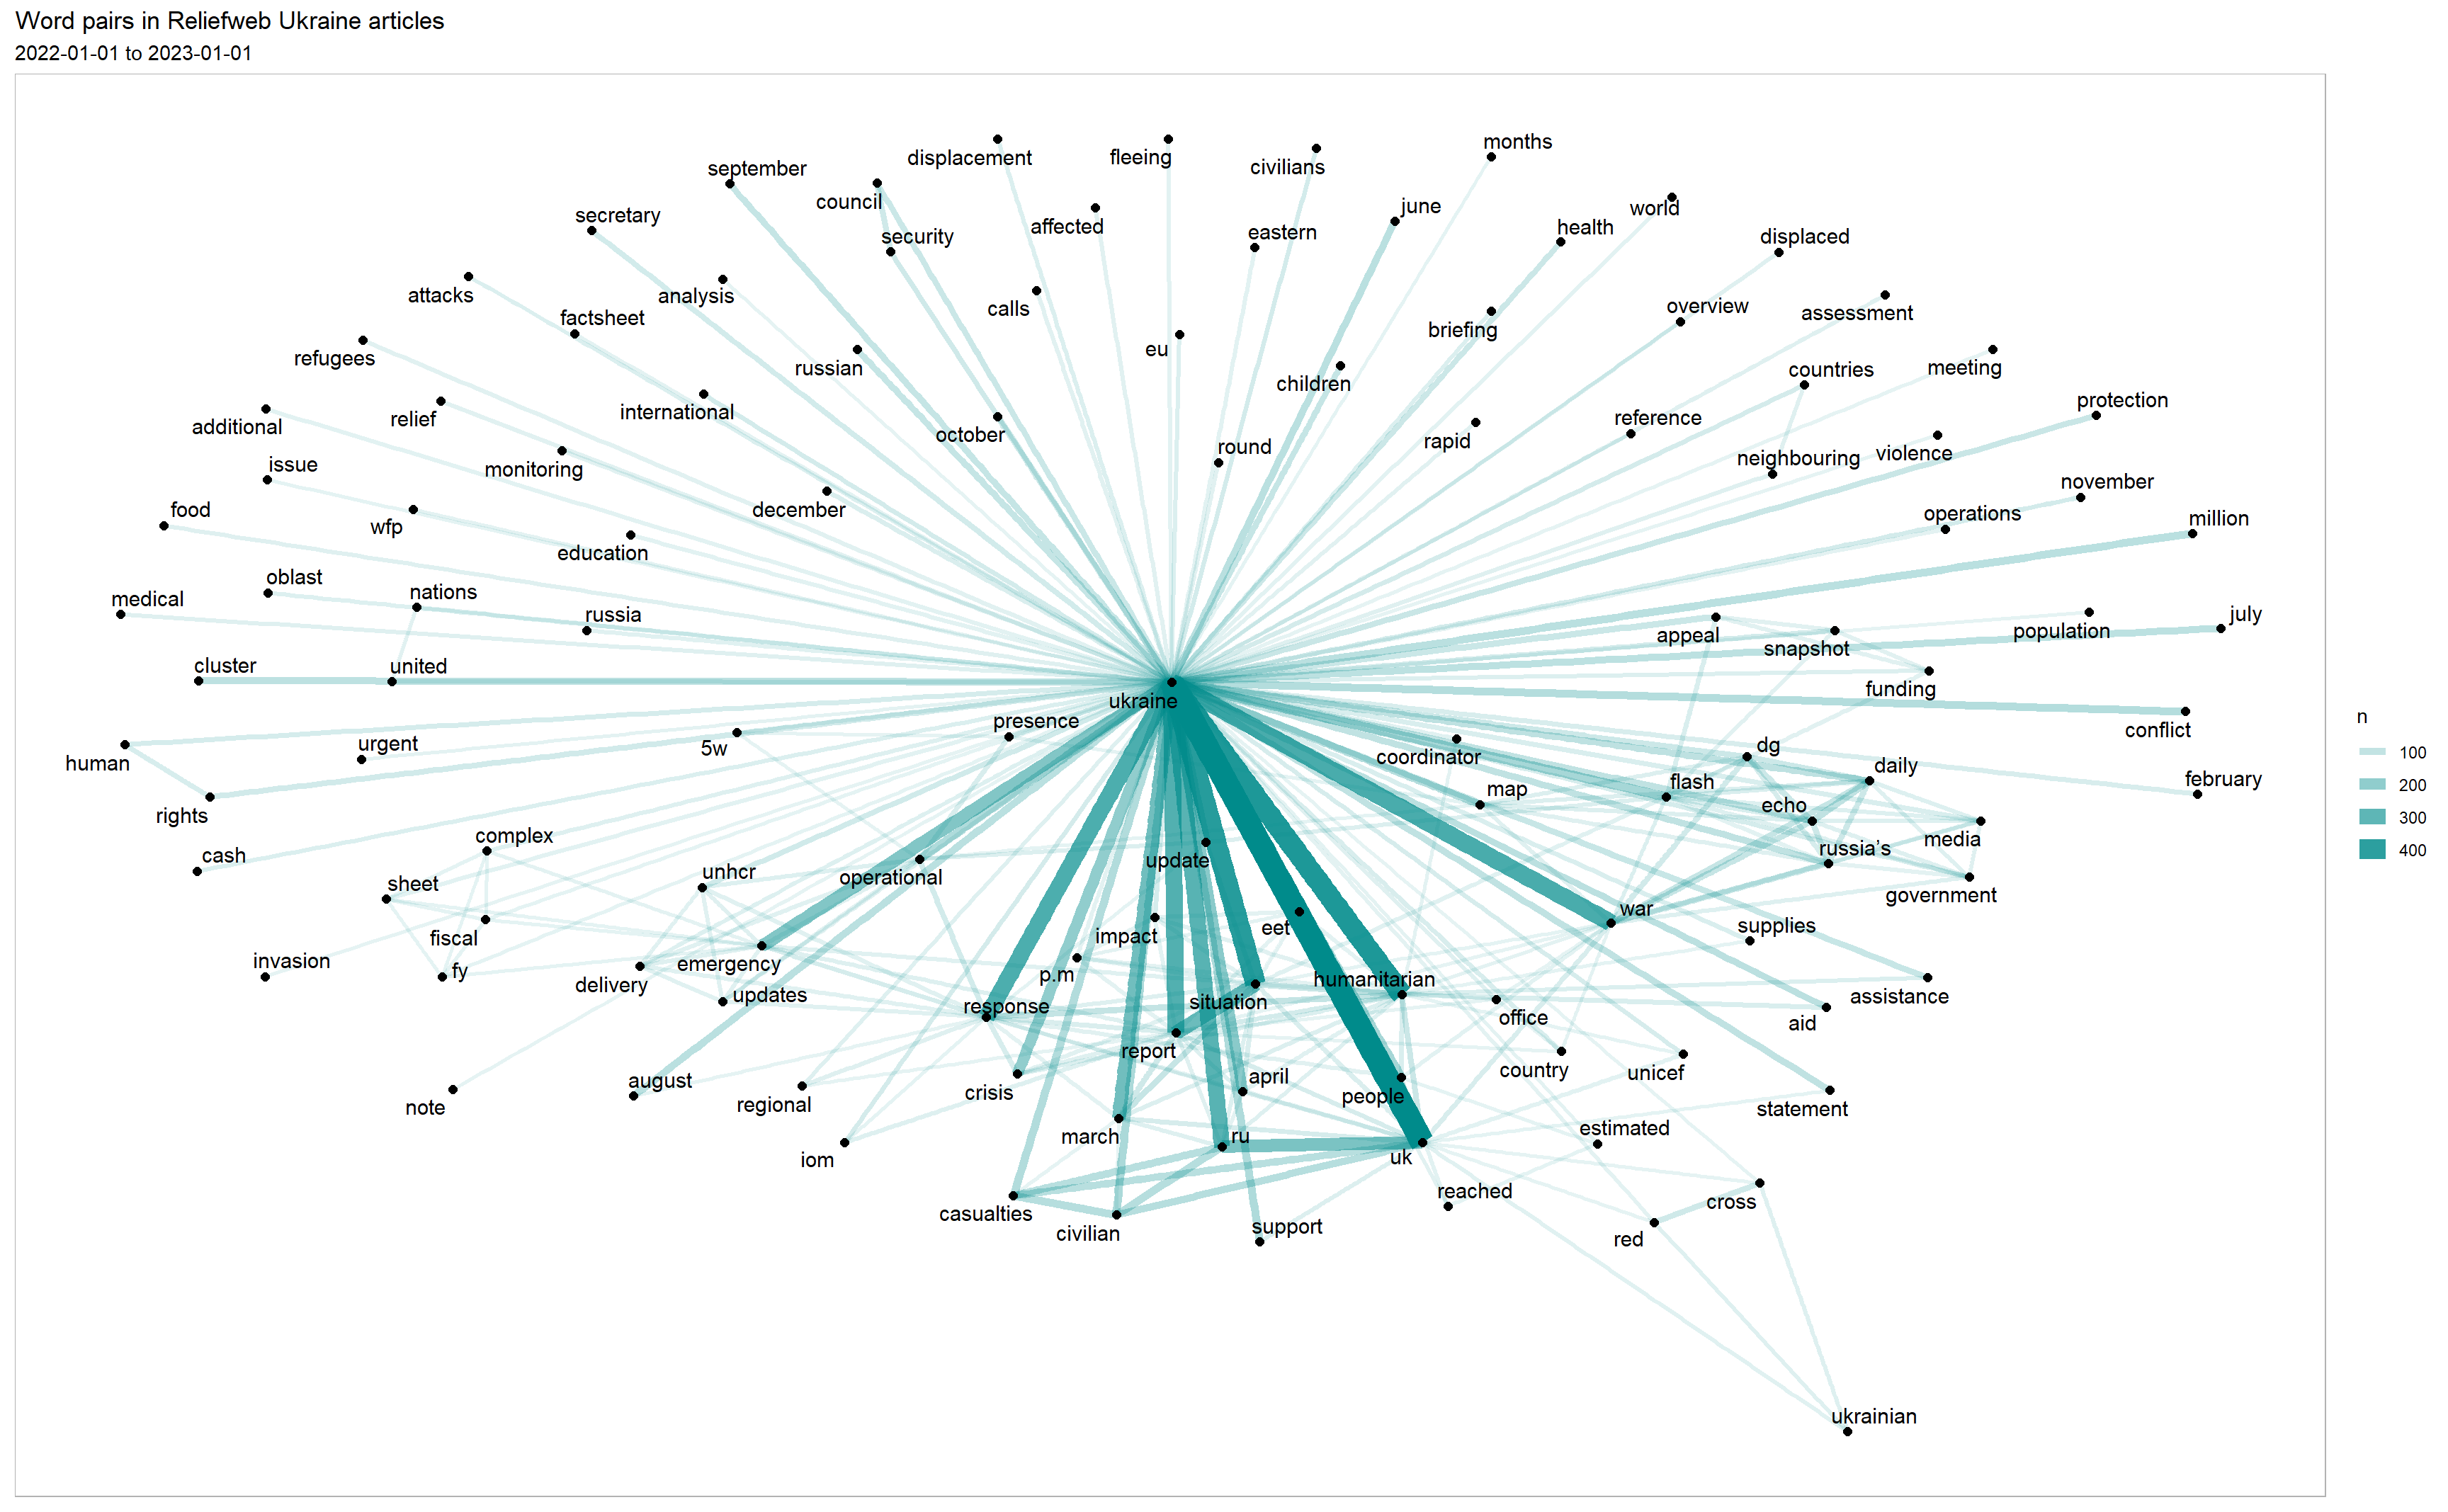 Word pairs in Reliefweb Ukraine articles
2022-01-01 to 2023-01-01
months
displacement
fleeing
civilians
september
council
secretary
affected
june
world
health
security
eastern
displaced
attacks
analysis
calls
overview
assessment
factsheet
briefing
refugees
russian
eu
children
countries
meeting
additional
relief
international
october
reference
protection
round
rapid
issue
monitoring
neighbouring
violence
food
wfp
december
november
operations
million
education
oblast
nations
medical
russia
appeal
population
july
snapshot
cluster
united
funding
ukraine
presence
conflict
n
human
urgent
5w
coordinator
dg
100
daily
february
flash
map
200
rights
echo
300
complex
media
cash
update
russia’s
400
unhcr
operational
sheet
government
war
fiscal
impact
eet
supplies
invasion
fy
emergency
p.m
humanitarian
delivery
updates
response
situation
assistance
office
aid
report
august
april
country
unicef
note
regional
crisis
people
statement
march
ru
estimated
iom
uk
reached
cross
casualties
civilian
support
red
ukrainian